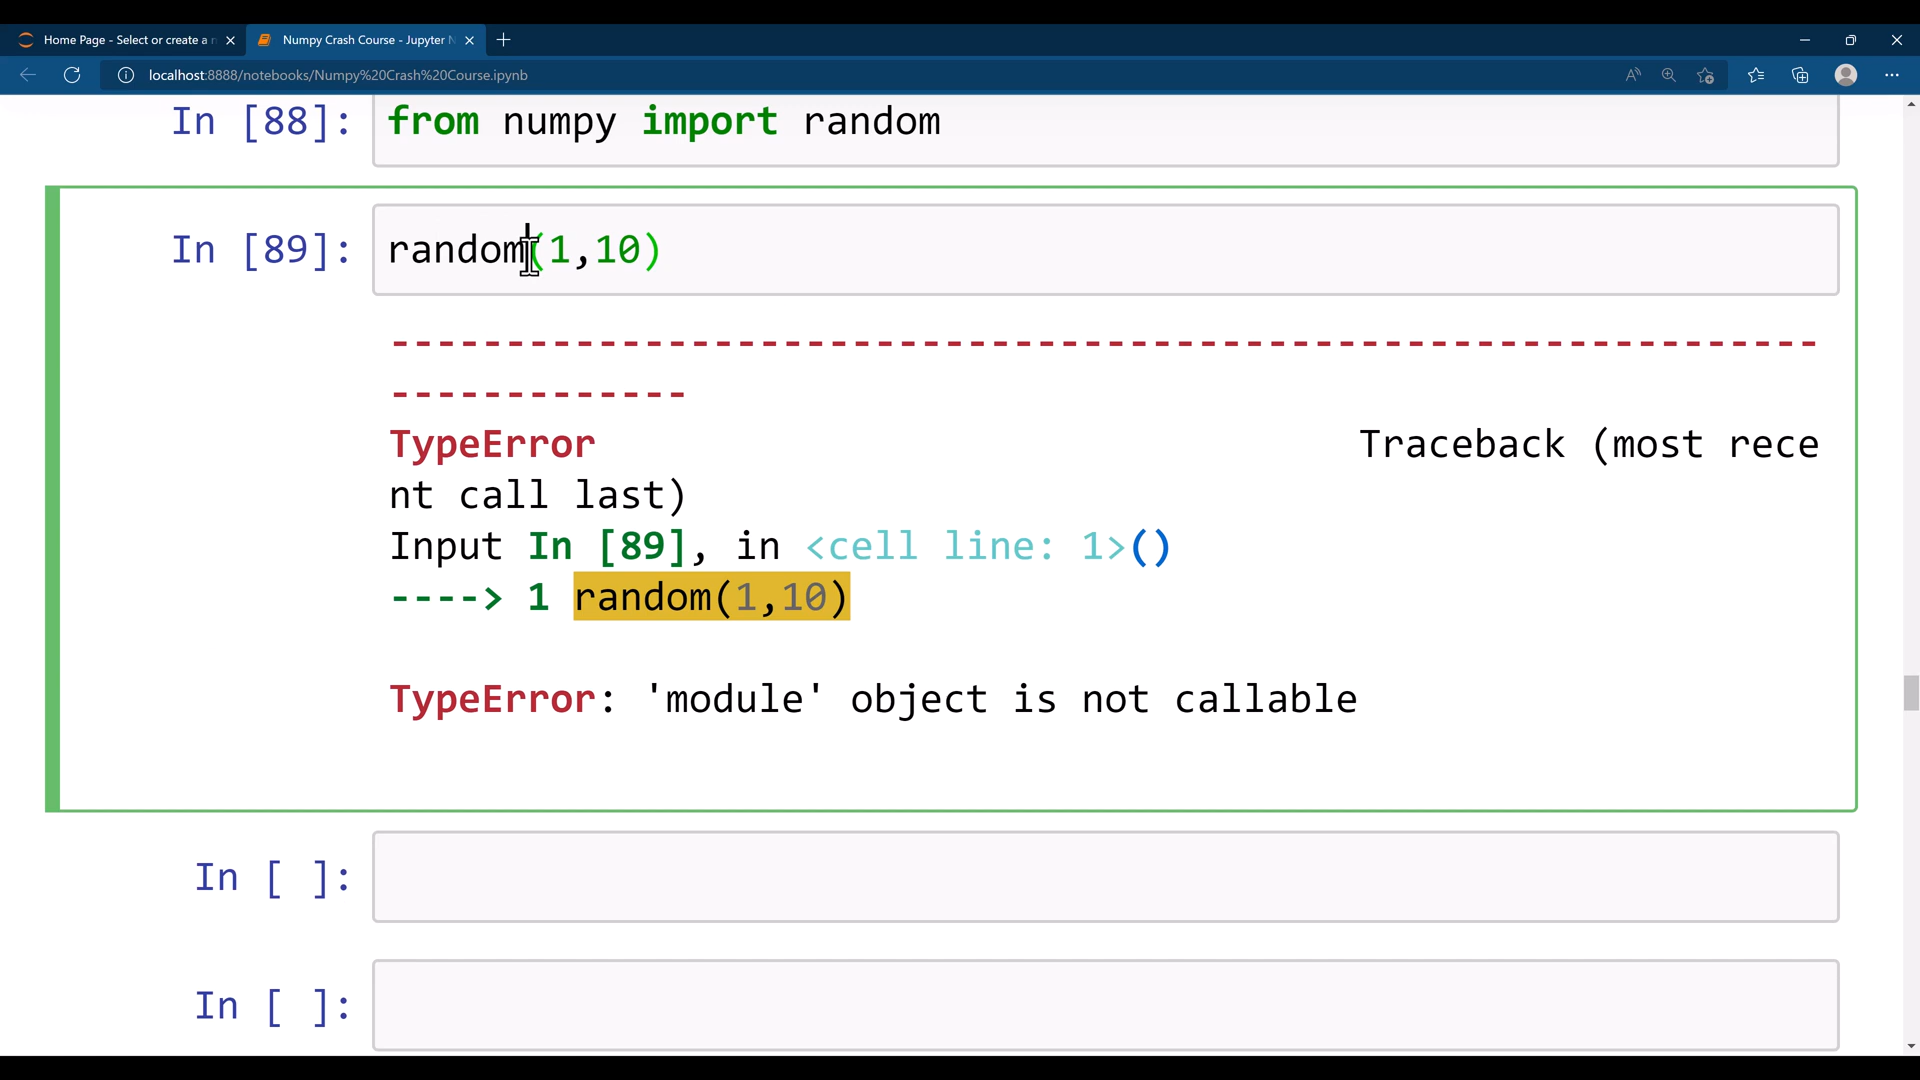 Home Page - Select or create a n
Numpy Crash Course - Jupyter N
localhost:8888/notebooks/Numpy%20Crash%20Course.ipynb
In [88]: from numpy import random
In [89]: random(1,10)
---------------------------------------------------------------------------
TypeError Traceback (most rece
nt call last)
Input In [89], in <cell line: 1>()
----> 1 random(1,10)
TypeError: 'module' object is not callable
In [ ]:
In [ ]: